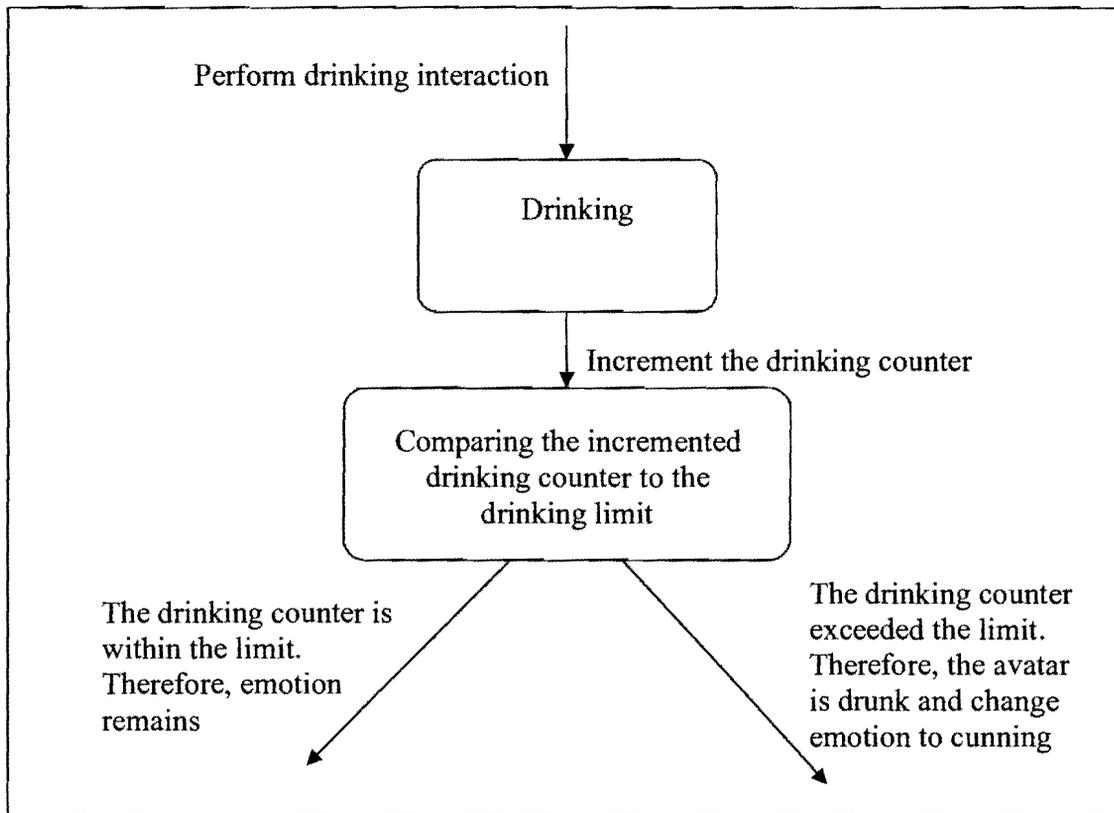 Perform drinking interaction
Drinking
Increment the drinking counter
Comparing the incremented
drinking counter to the
drinking limit
The drinking counter is
within the limit.
Therefore, emotion
remains
The drinking counter
exceeded the limit.
Therefore, the avatar
is drunk and change
emotion to cunning